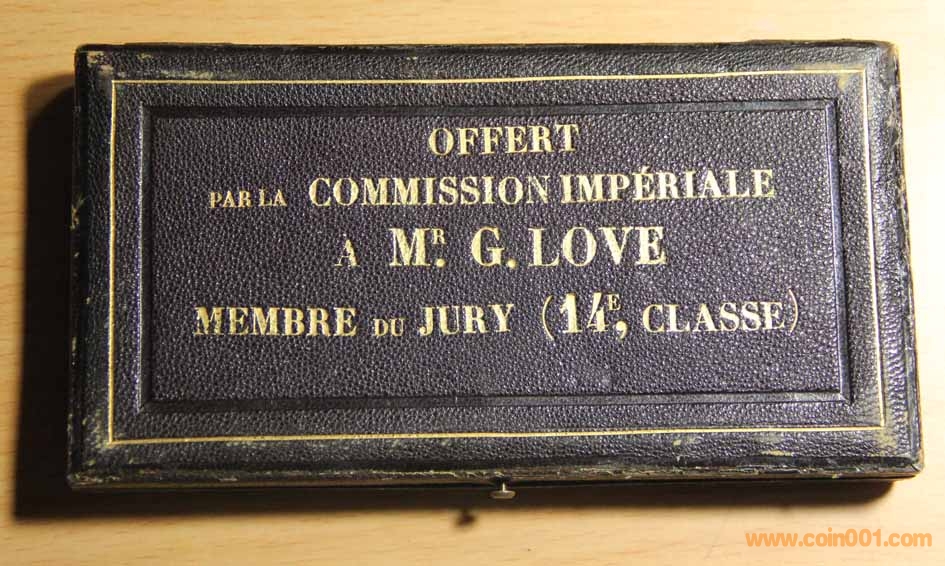 OFFERT
PAR LA COMMISSION IMPÉRIALE
À MR. G. LOVE
MEMBRE DU JURY (14E, CLASSE)
www.coin001.com